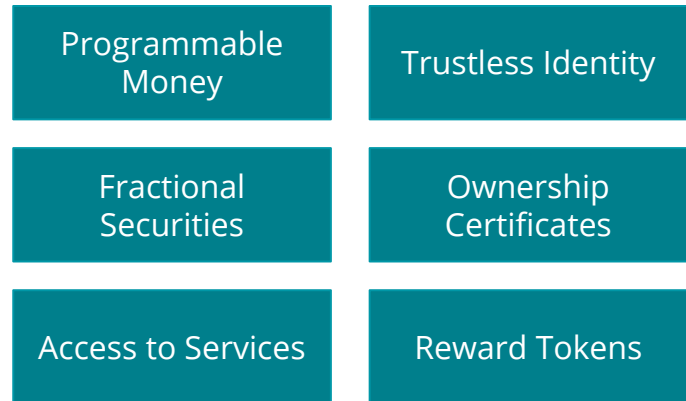 Programmable
Money
Trustless Identity
Fractional
Securities
Ownership
Certificates
Access to Services
Reward Tokens